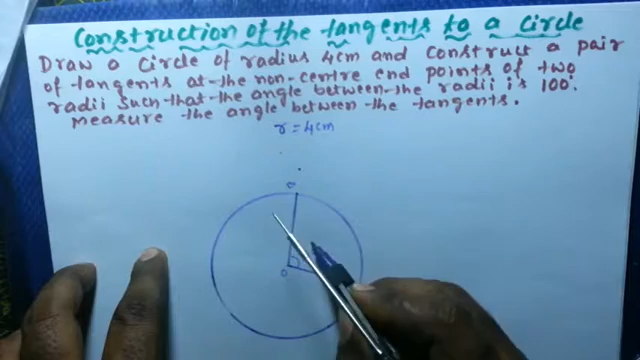 Construction of the tangents to a circle
Draw a circle of radius 4cm and construct a pair
of tangents at the non-centre end points of two
radii such that the angle between the radii is 100°.
Measure the angle between the tangents.
r = 4cm
O